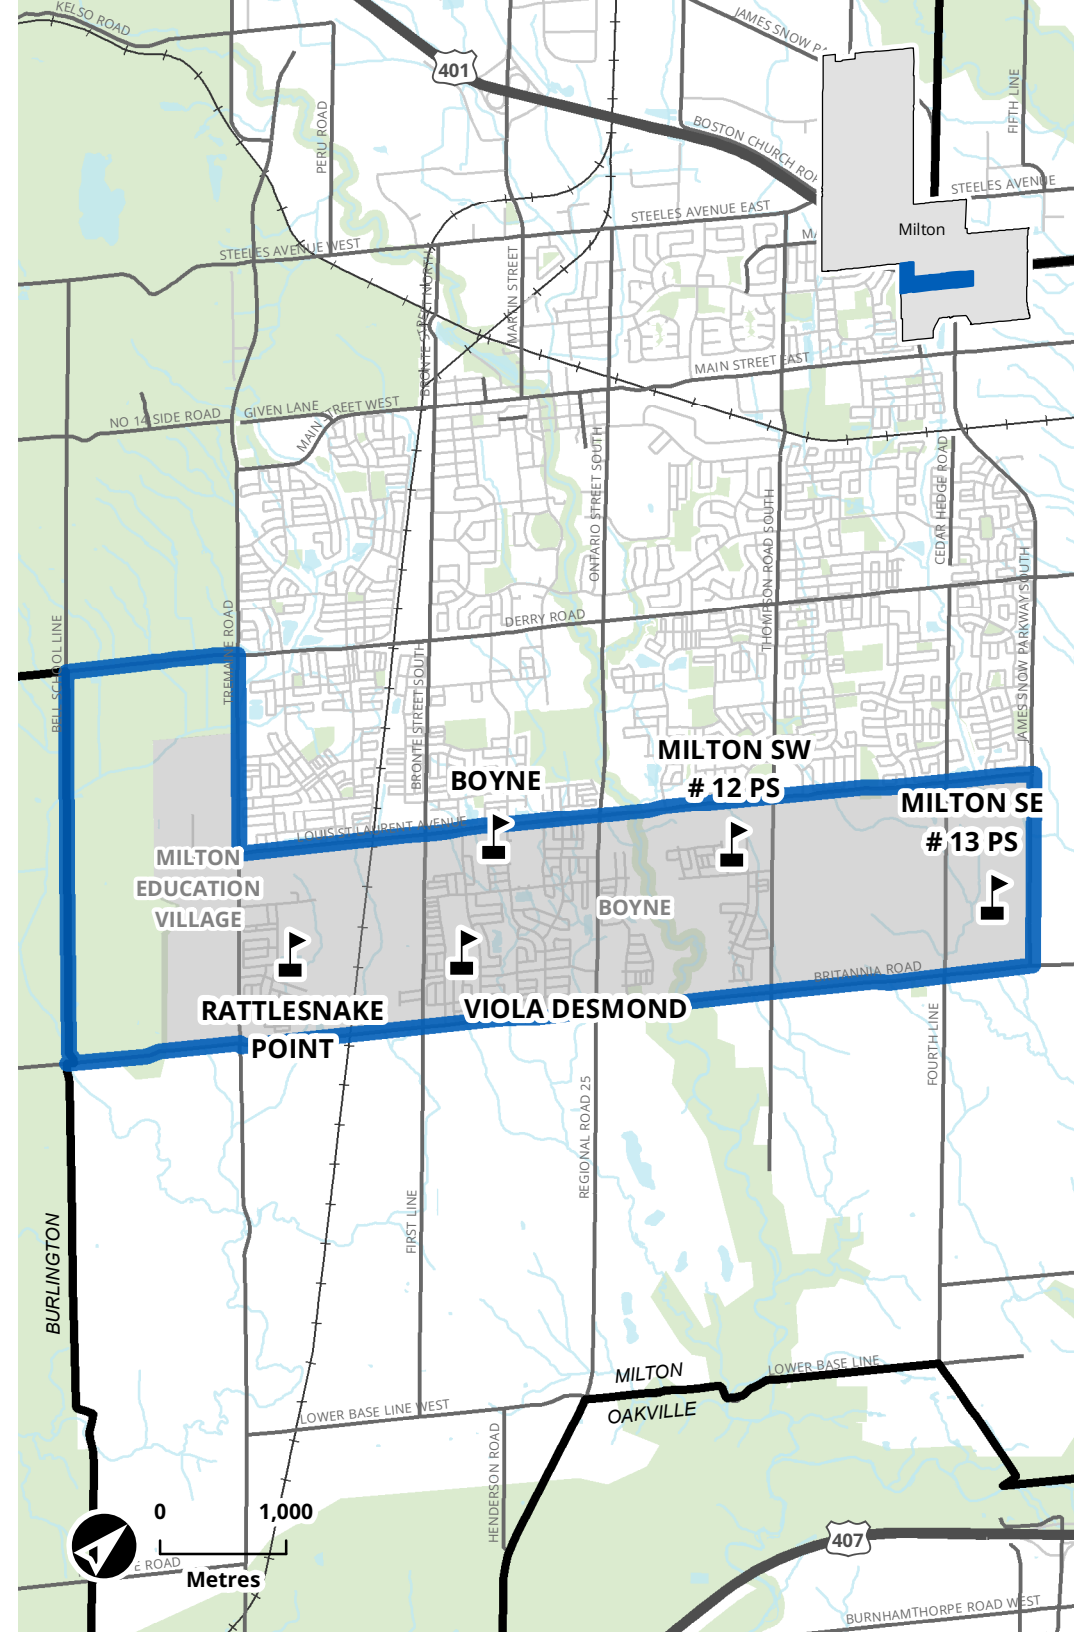 KELSO ROAD
JAMES SNOW P
401
FIFTH LINE
PERU ROAD
BOSTON CHURCH RO
STEELES AVENUE
STEELES AVENUE EAST
Milton
MA
STEELES AVENUE WEST
BRONTE STREET NORTH
MARTIN STREET
MAIN STREET EAST
NO 14 SIDE ROAD
GIVEN LANE
MAIN STREET WEST
ONTARIO STREET SOUTH
THOMPSON ROAD SOUTH
CEDAR HEDGE ROAD
JAMES SNOW PARKWAY SOUTH
DERRY ROAD
BELL SCHOOL LINE
TREMAINE ROAD
BRONTE STREET SOUTH
MILTON SW
# 12 PS
BOYNE
MILTON SE
# 13 PS
LOUIS ST LAURENT AVENUE
MILTON
EDUCATION
VILLAGE
BOYNE
BRITANNIA ROAD
RATTLESNAKE
POINT
VIOLA DESMOND
FOURTH LINE
REGIONAL ROAD 25
FIRST LINE
BURLINGTON
MILTON
OAKVILLE
LOWER BASE LINE
LOWER BASE LINE WEST
HENDERSON ROAD
0 1,000
Metres
E ROAD
407
BURNHAMTHORPE ROAD WEST